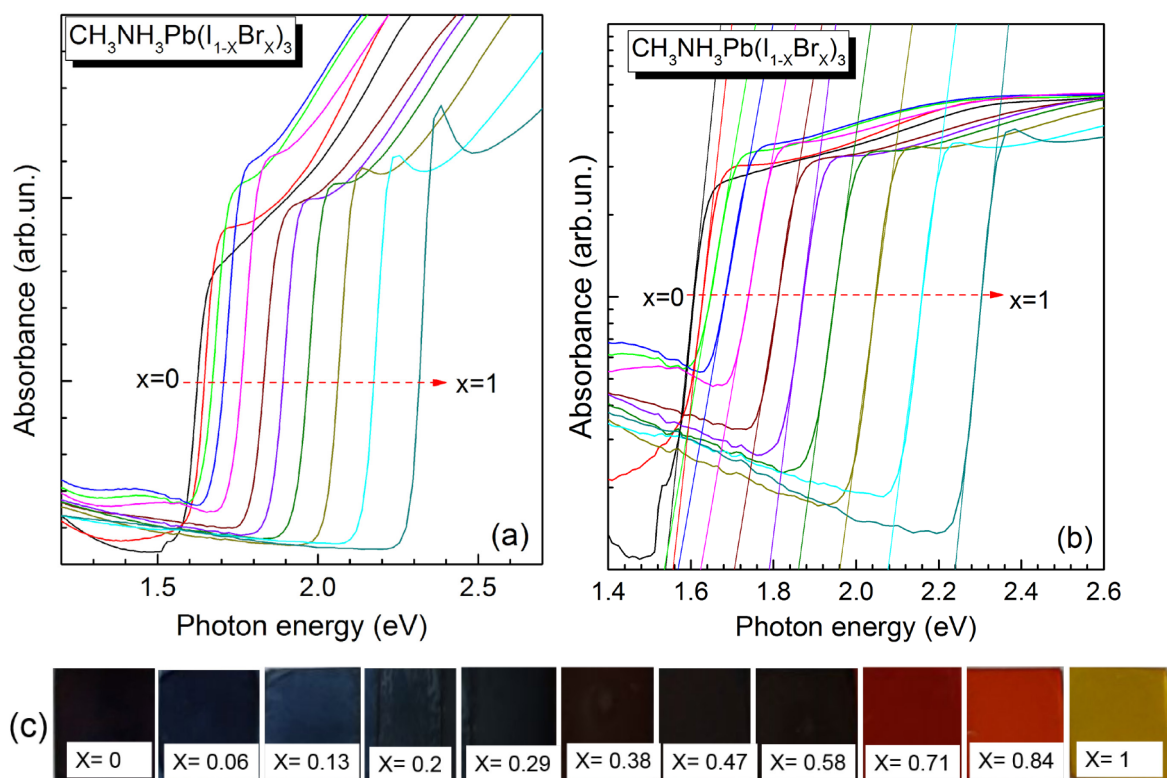 CH₃NH₃Pb(I₁₋ₓBrₓ)₃
Absorbance (arb.un.)
x=0
x=1
(a)
1.5
2.0
2.5
Photon energy (eV)
CH₃NH₃Pb(I₁₋ₓBrₓ)₃
Absorbance (arb.un.)
x=0
x=1
(b)
1.4 1.6 1.8 2.0 2.2 2.4 2.6
Photon energy (eV)
(c)
X= 0
X= 0.06
X= 0.13
X= 0.2
X= 0.29
X= 0.38
X= 0.47
X= 0.58
X= 0.71
X= 0.84
X= 1